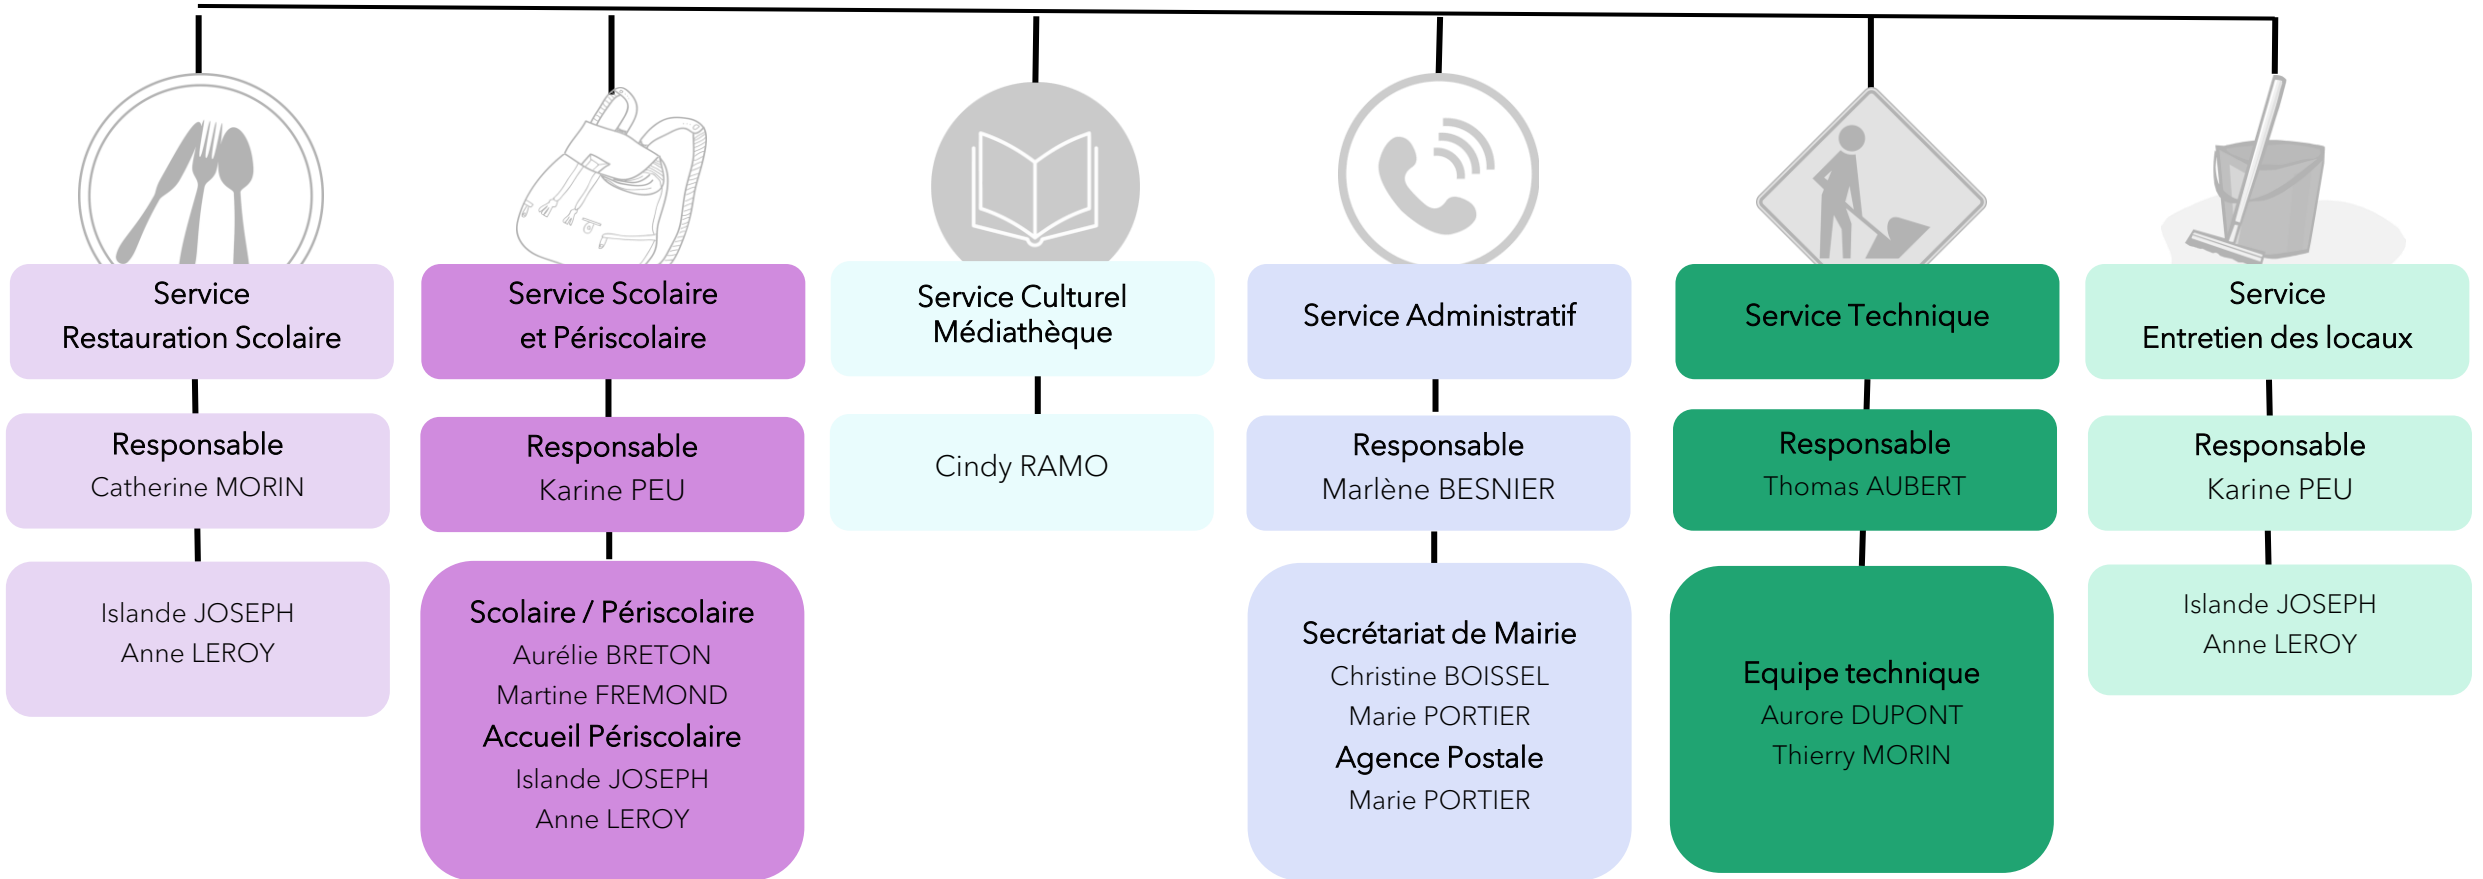 Service
Restauration Scolaire
Responsable
Catherine MORIN
Islande JOSEPH
Anne LEROY
Service Scolaire
et Périscolaire
Responsable
Karine PEU
Scolaire / Périscolaire
Aurélie BRETON
Martine FREMOND
Accueil Périscolaire
Islande JOSEPH
Anne LEROY
Service Culturel
Médiathèque
Cindy RAMO
Service Administratif
Responsable
Marlène BESNIER
Secrétariat de Mairie
Christine BOISSEL
Marie PORTIER
Agence Postale
Marie PORTIER
Service Technique
Responsable
Thomas AUBERT
Equipe technique
Aurore DUPONT
Thierry MORIN
Service
Entretien des locaux
Responsable
Karine PEU
Islande JOSEPH
Anne LEROY